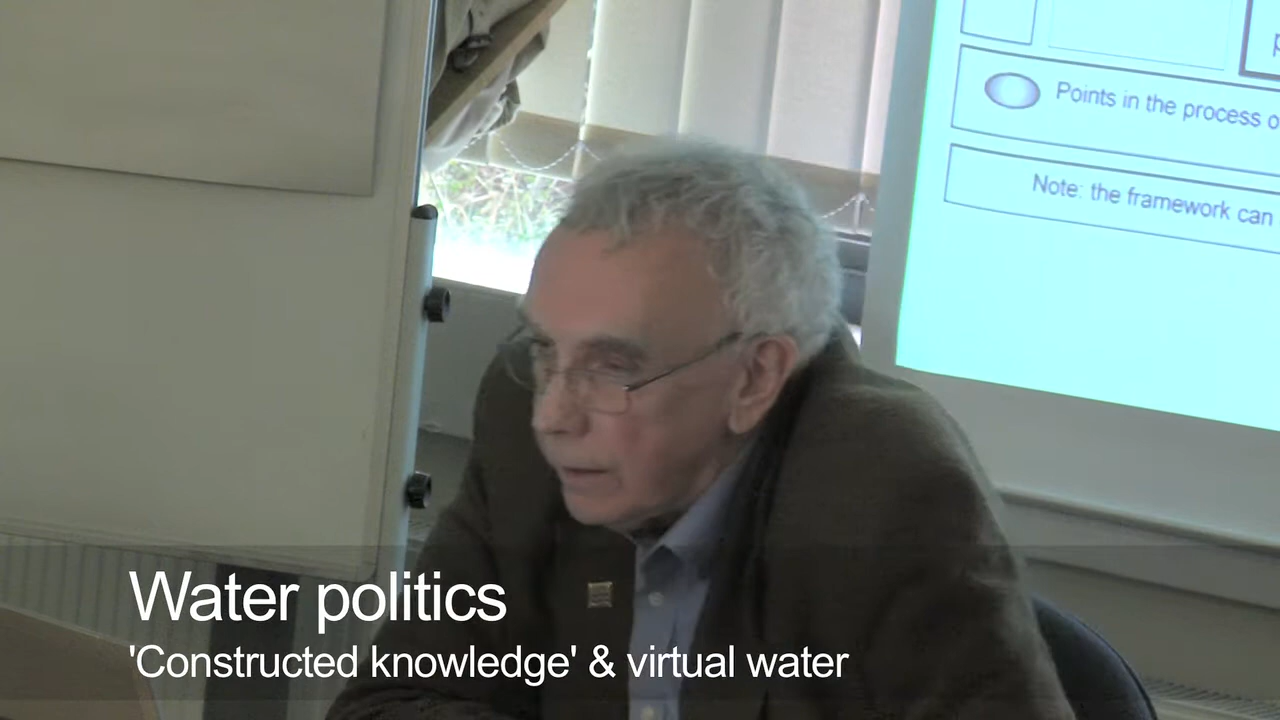 Points in the process o
Note: the framework can
Water politics
'Constructed knowledge' & virtual water